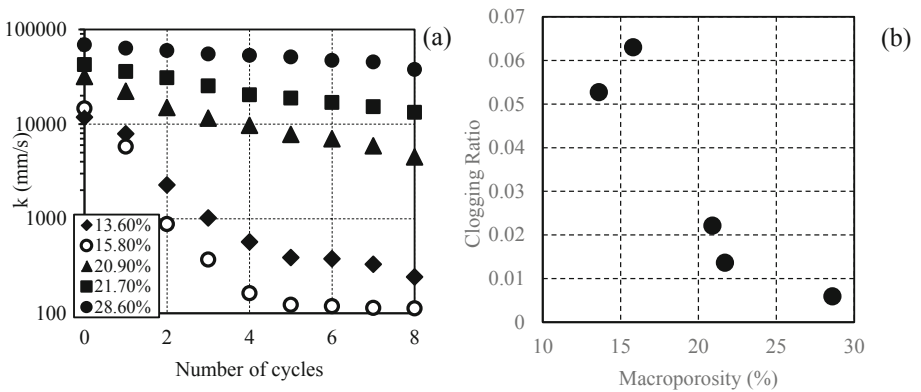 (a)
k (mm/s)
100000
10000
1000
100
13.60%
15.80%
20.90%
21.70%
28.60%
0 2 4 6 8
Number of cycles
(b)
Clogging Ratio
0.07
0.06
0.05
0.04
0.03
0.02
0.01
0
10 15 20 25 30
Macroporosity (%)